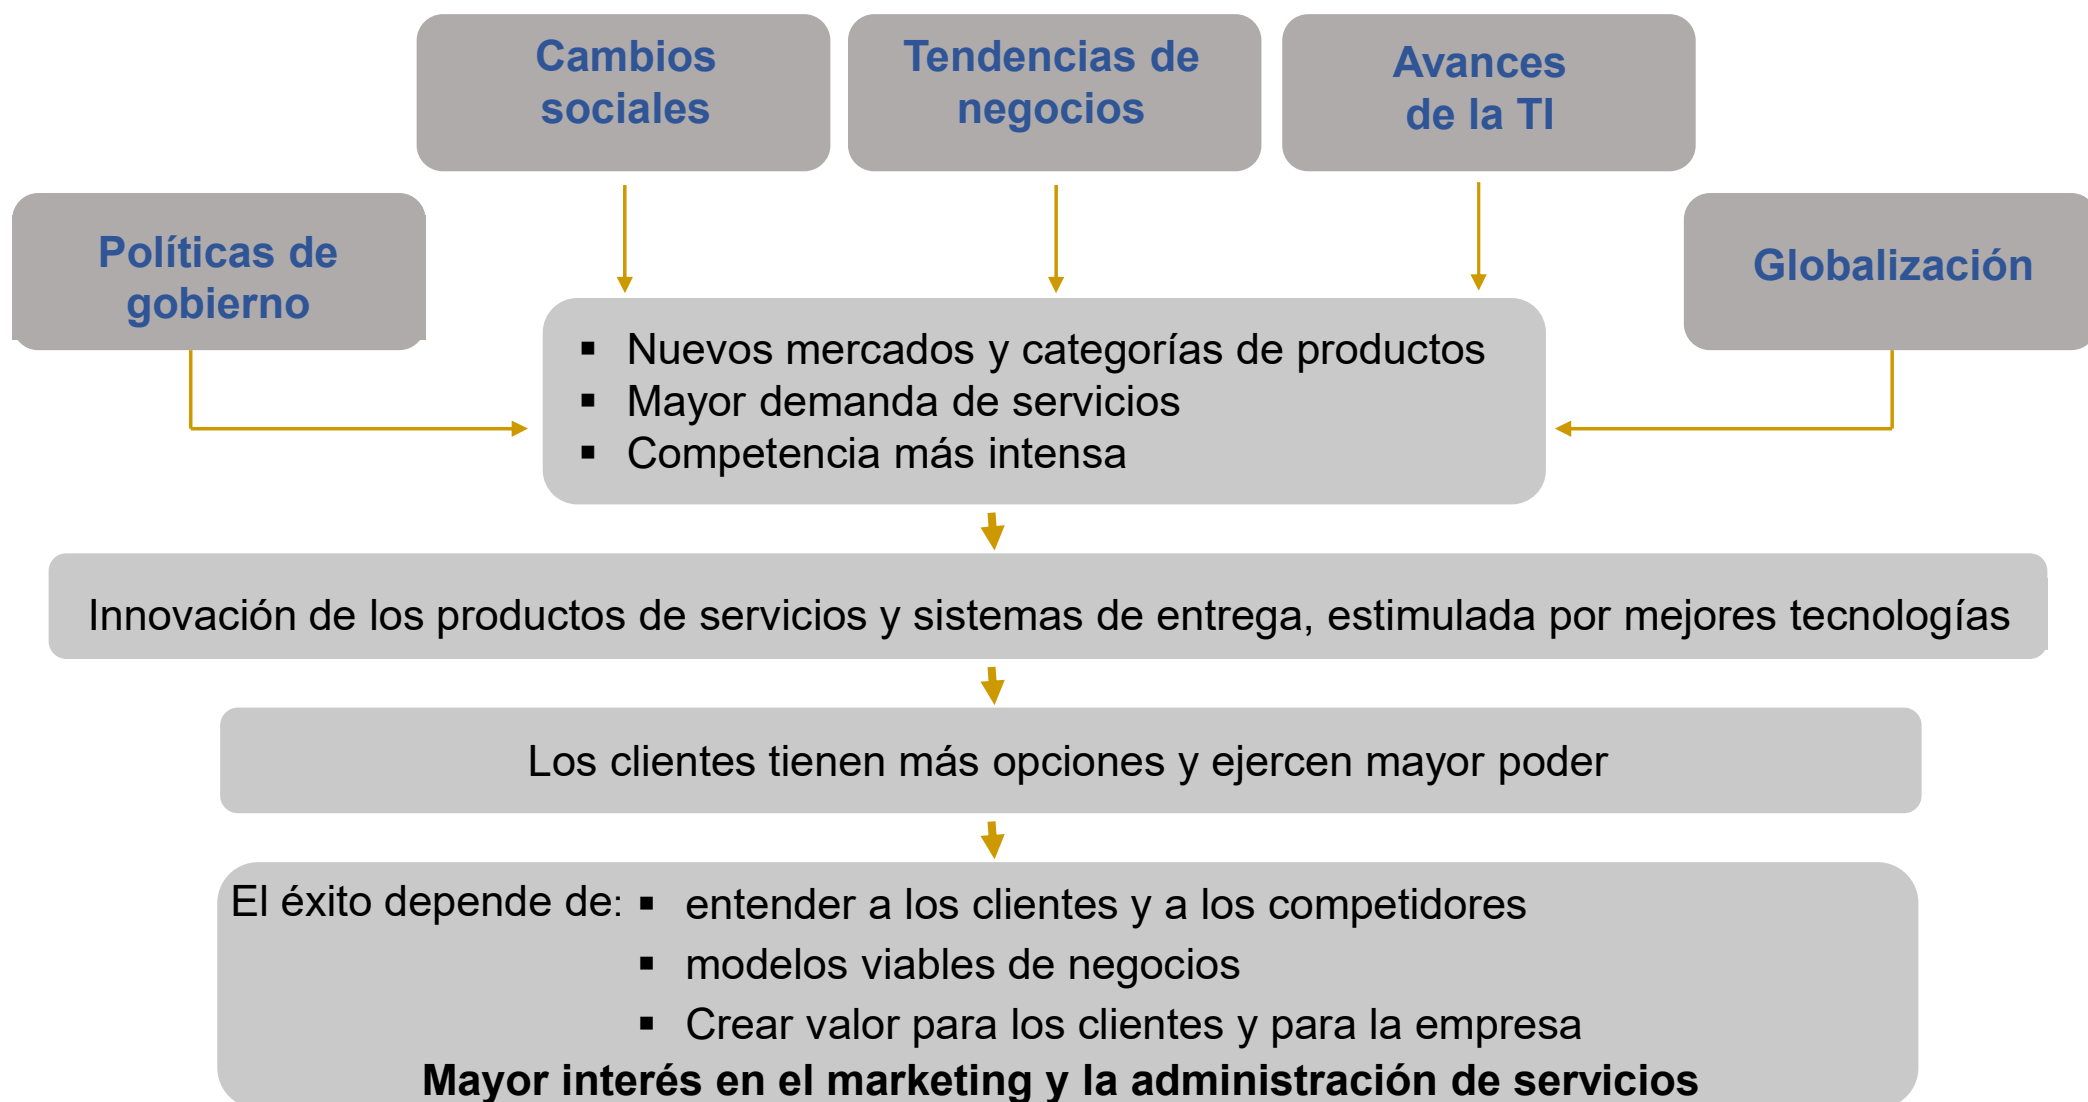 Cambios
sociales
Tendencias de
negocios
Avances
de la TI
Políticas de
gobierno
Globalización
▪ Nuevos mercados y categorías de productos
▪ Mayor demanda de servicios
▪ Competencia más intensa
Innovación de los productos de servicios y sistemas de entrega, estimulada por mejores tecnologías
Los clientes tienen más opciones y ejercen mayor poder
El éxito depende de: ▪ entender a los clientes y a los competidores
▪ modelos viables de negocios
▪ Crear valor para los clientes y para la empresa
Mayor interés en el marketing y la administración de servicios